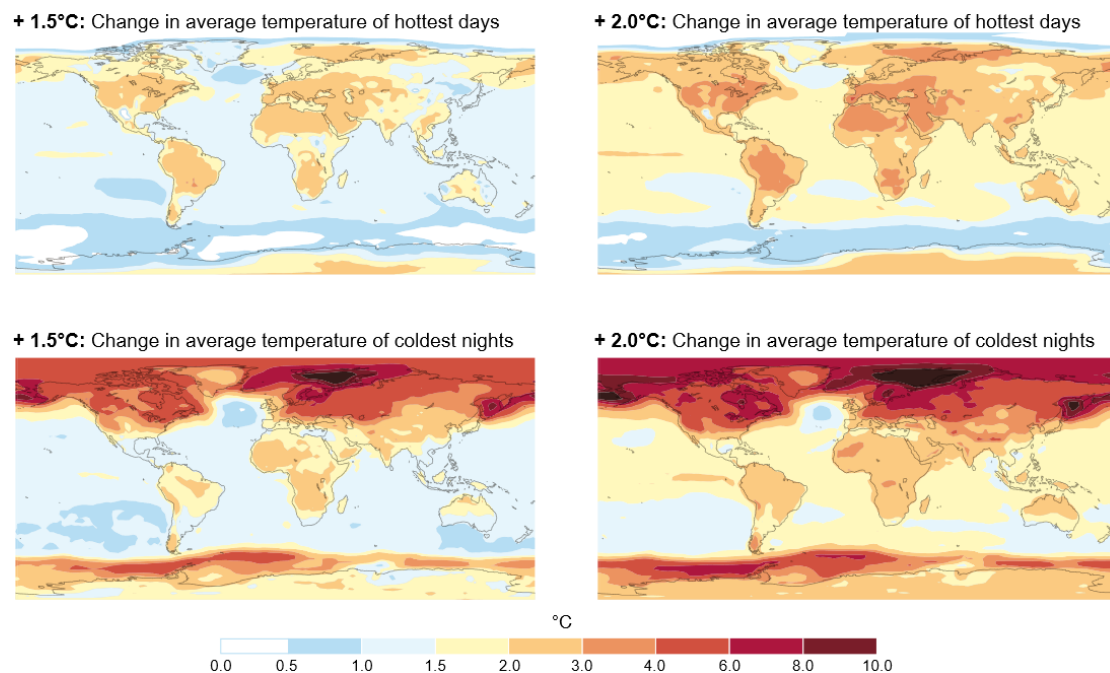 + 1.5°C: Change in average temperature of hottest days
+ 2.0°C: Change in average temperature of hottest days
+ 1.5°C: Change in average temperature of coldest nights
+ 2.0°C: Change in average temperature of coldest nights
°C
0.0 0.5 1.0 1.5 2.0 3.0 4.0 6.0 8.0 10.0